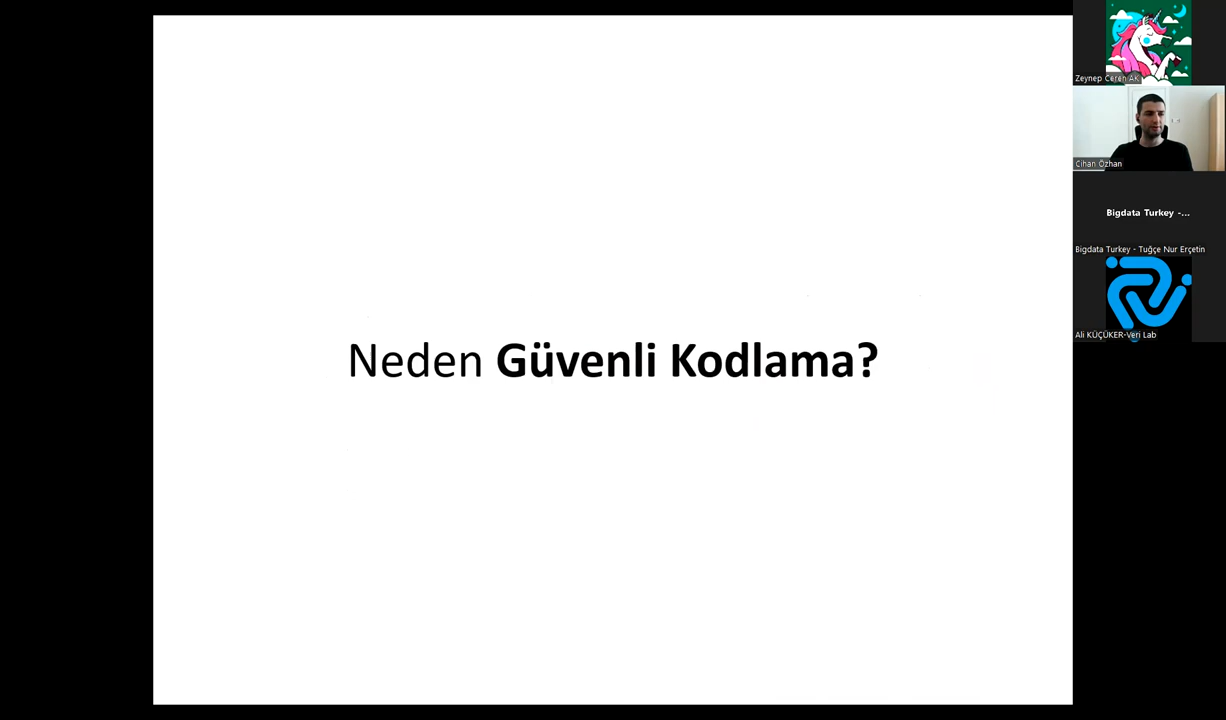 Zeynep Ceren AK
Cihan Özhan
Bigdata Turkey -...
Bigdata Turkey - Tuğçe Nur Erçetin
Ali KÜÇÜKER-Veri Lab
Neden Güvenli Kodlama?